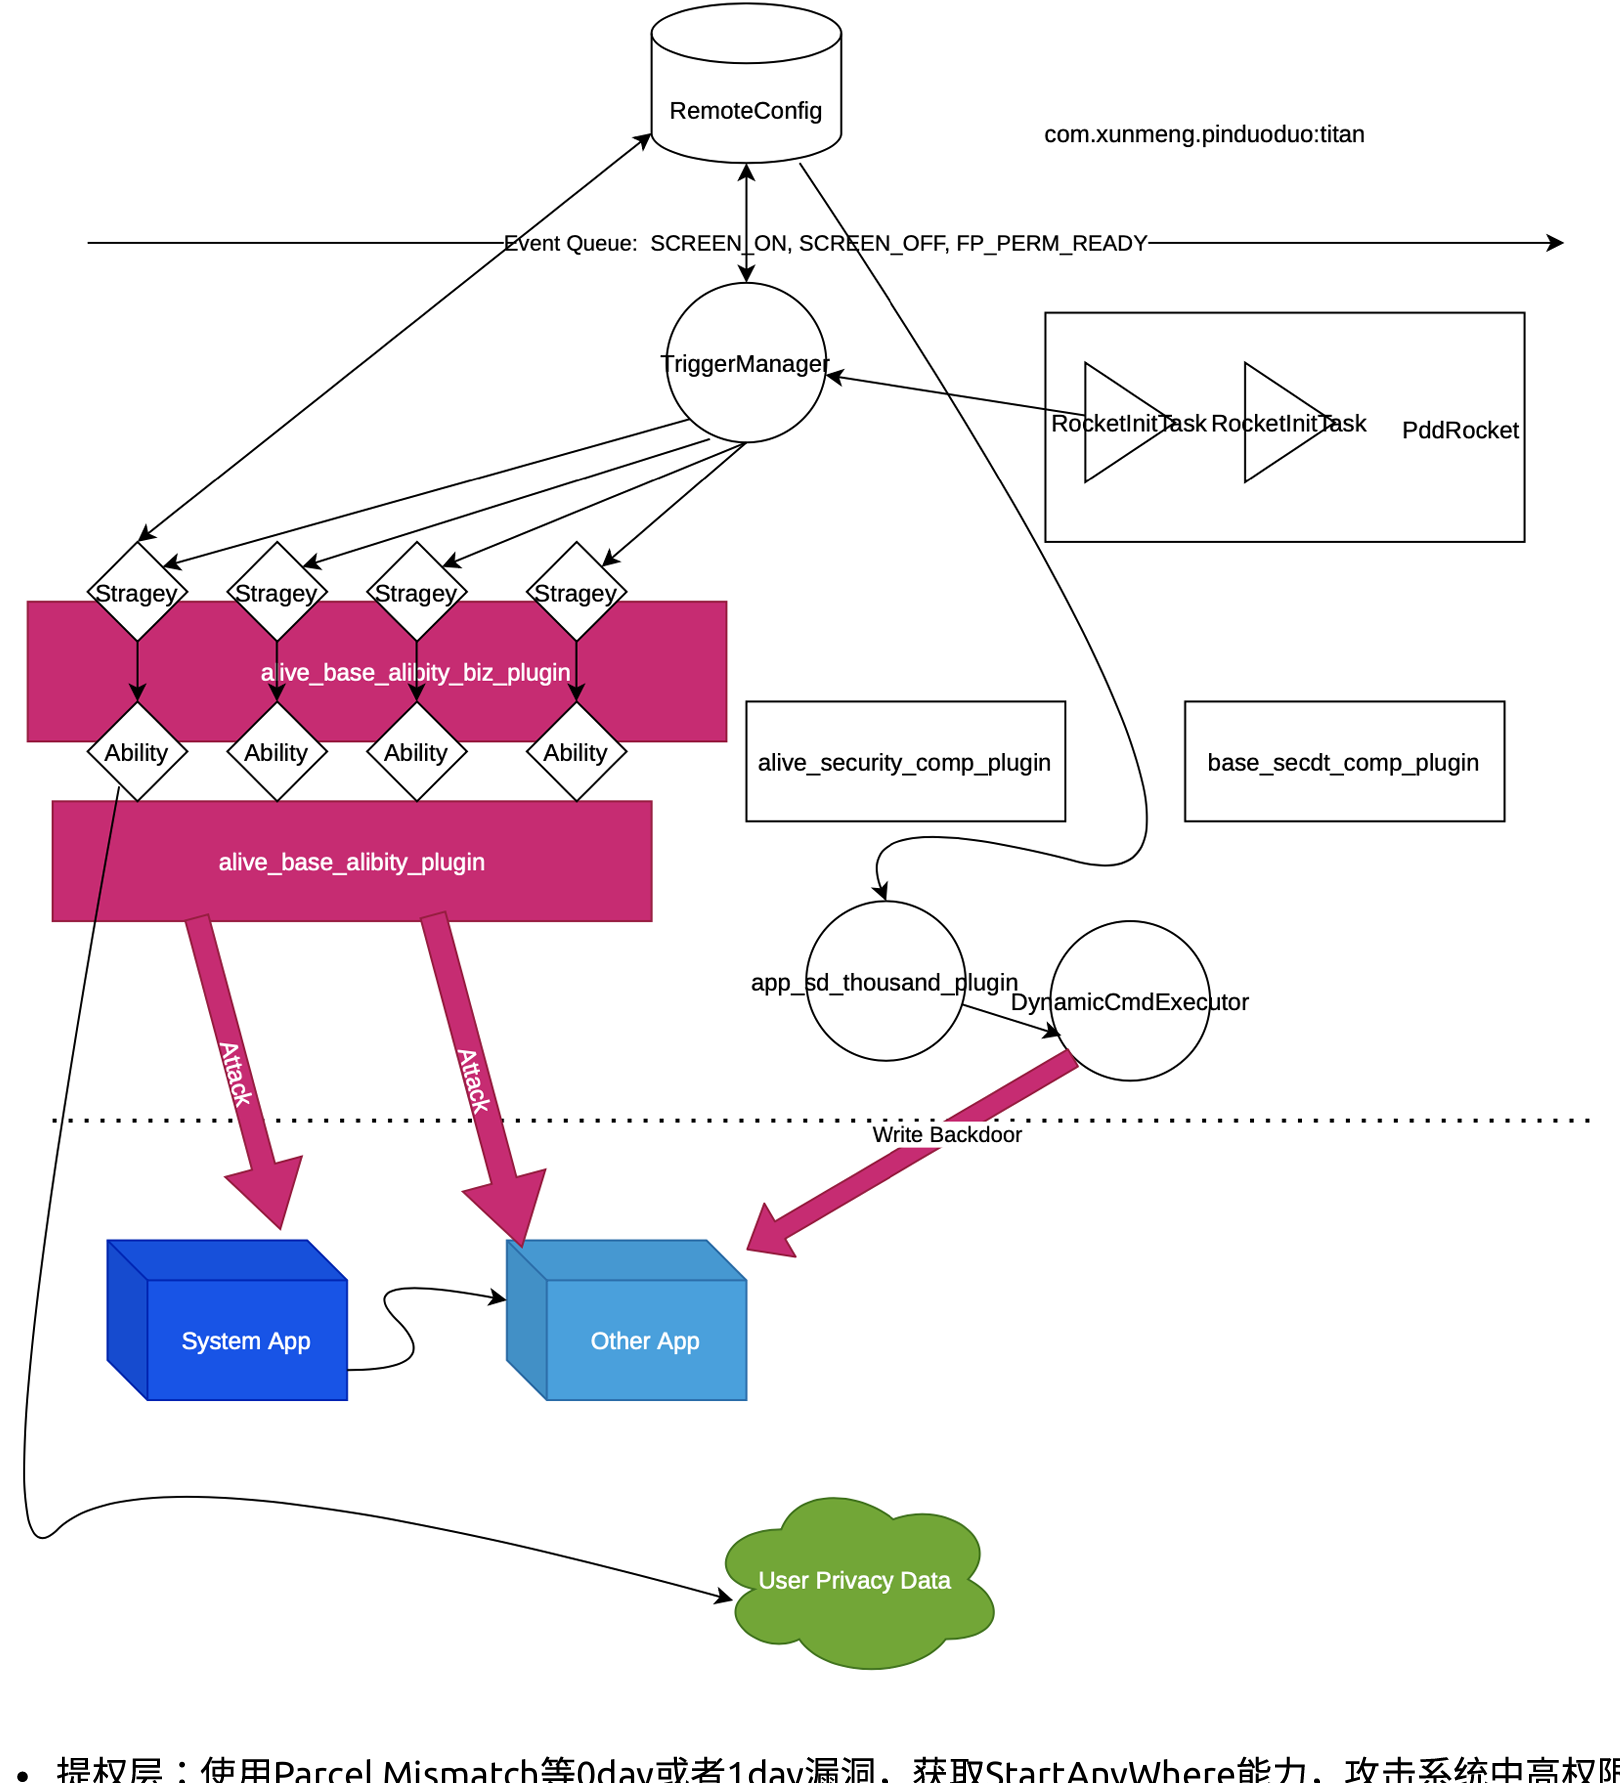 RemoteConfig
com.xunmeng.pinduoduo:titan
Event Queue:  SCREEN_ON, SCREEN_OFF, FP_PERM_READY
TriggerManager
RocketInitTask
RocketInitTask
PddRocket
Stragey
Stragey
Stragey
Stragey
alive_base_alibity_biz_plugin
Ability
Ability
Ability
Ability
alive_security_comp_plugin
base_secdt_comp_plugin
alive_base_alibity_plugin
app_sd_thousand_plugin
DynamicCmdExecutor
Attack
Attack
Write Backdoor
System App
Other App
User Privacy Data
• 提权层：使用Parcel Mismatch等0day或者1day漏洞，获取StartAnyWhere能力，攻击系统中高权限